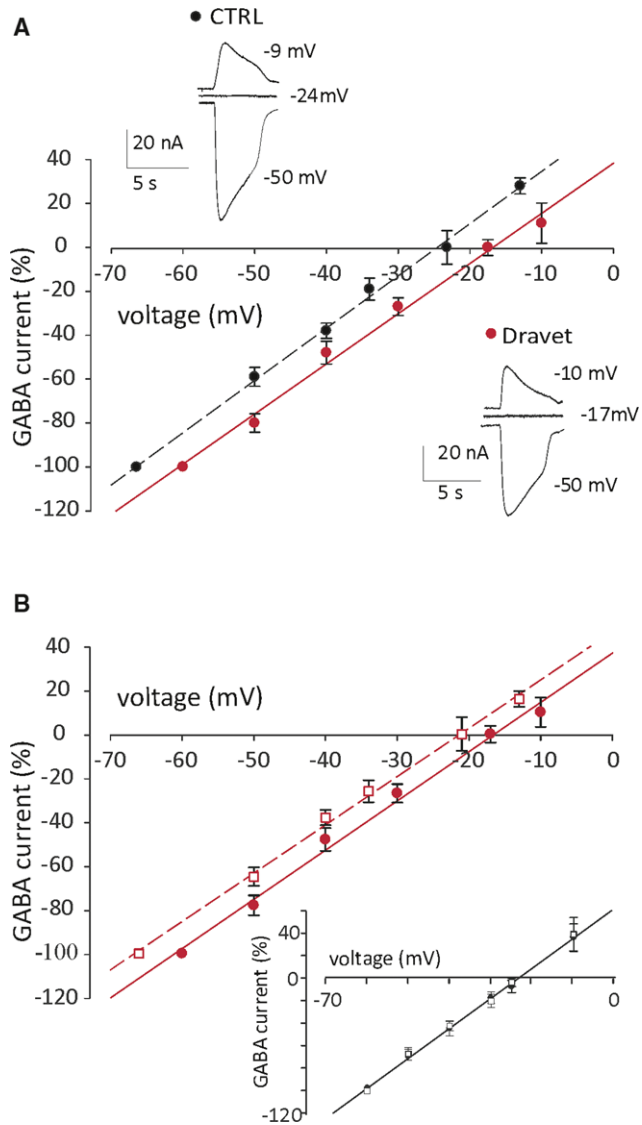 A
CTRL
-9 mV
-24mV
20 nA
5 s
-50 mV
40
20
0
-70 -60 -50 -40 -30 -20 -10 0
-20
-40
-60
-80
-100
-120
voltage (mV)
GABA current (%)
Dravet
-10 mV
-17mV
20 nA
5 s
-50 mV
B
40
20
0
voltage (mV)
-70 -60 -50 -40 -30 -20 -10 0
-20
-40
-60
-80
-100
-120
GABA current (%)
40
voltage (mV)
0
-70 0
GABA current (%)
-120